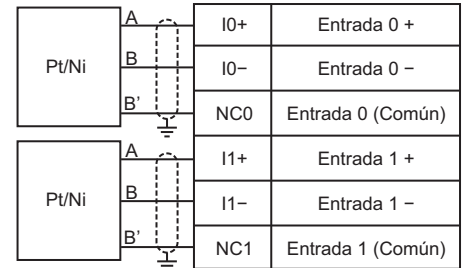 A I0+ Entrada 0 +
Pt/Ni B I0− Entrada 0 −
B' NC0 Entrada 0 (Común)
A I1+ Entrada 1 +
Pt/Ni B I1− Entrada 1 −
B' NC1 Entrada 1 (Común)